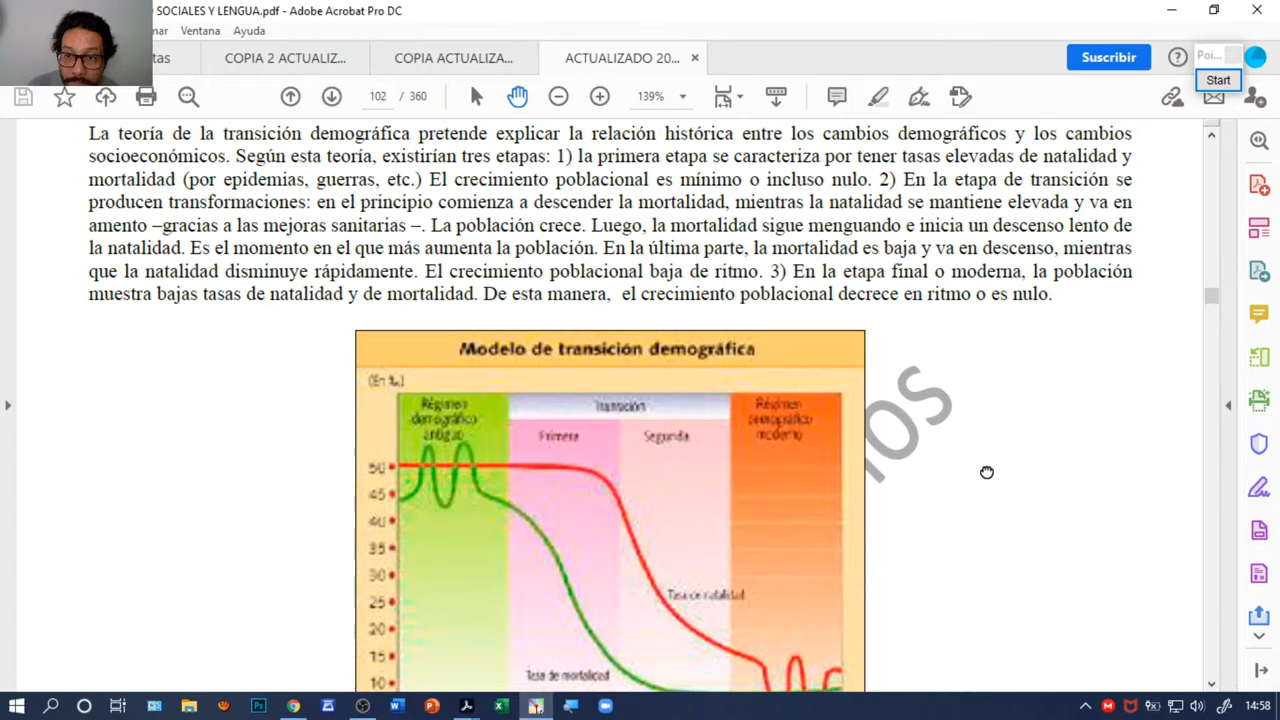 SOCIALES Y LENGUA.pdf - Adobe Acrobat Pro DC
Ventana Ayuda
COPIA 2 ACTUALIZ... COPIA ACTUALIZA... ACTUALIZADO 20... ×
Suscribir
Poi...
Start
102 / 360 139%
La teoría de la transición demográfica pretende explicar la relación histórica entre los cambios demográficos y los cambios
socioeconómicos. Según esta teoría, existirían tres etapas: 1) la primera etapa se caracteriza por tener tasas elevadas de natalidad y
mortalidad (por epidemias, guerras, etc.) El crecimiento poblacional es mínimo o incluso nulo. 2) En la etapa de transición se
producen transformaciones: en el principio comienza a descender la mortalidad, mientras la natalidad se mantiene elevada y va en
amento –gracias a las mejoras sanitarias –. La población crece. Luego, la mortalidad sigue menguando e inicia un descenso lento de
la natalidad. Es el momento en el que más aumenta la población. En la última parte, la mortalidad es baja y va en descenso, mientras
que la natalidad disminuye rápidamente. El crecimiento poblacional baja de ritmo. 3) En la etapa final o moderna, la población
muestra bajas tasas de natalidad y de mortalidad. De esta manera, el crecimiento poblacional decrece en ritmo o es nulo.
Modelo de transición demográfica
(En ‰)
Régimen
demográfico
antiguo
Transición
Primera
Segunda
Régimen
demográfico
moderno
50
45
40
35
30
25
20
15
10
Tasa de natalidad
Tasa de mortalidad
14:58